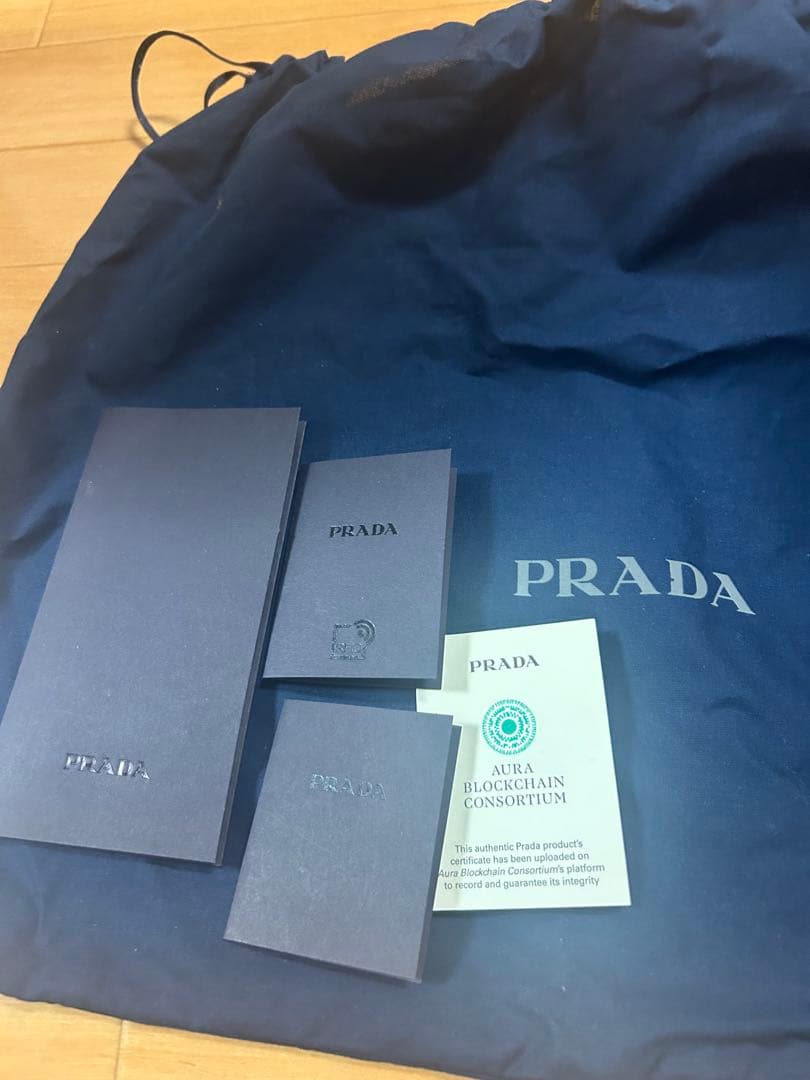 PRADA
PRADA
RFID
PRADA
PRADA
PRADA
AURA
BLOCKCHAIN
CONSORTIUM
This authentic Prada product's
certificate has been uploaded on
Aura Blockchain Consortium's platform
to record and guarantee its integrity